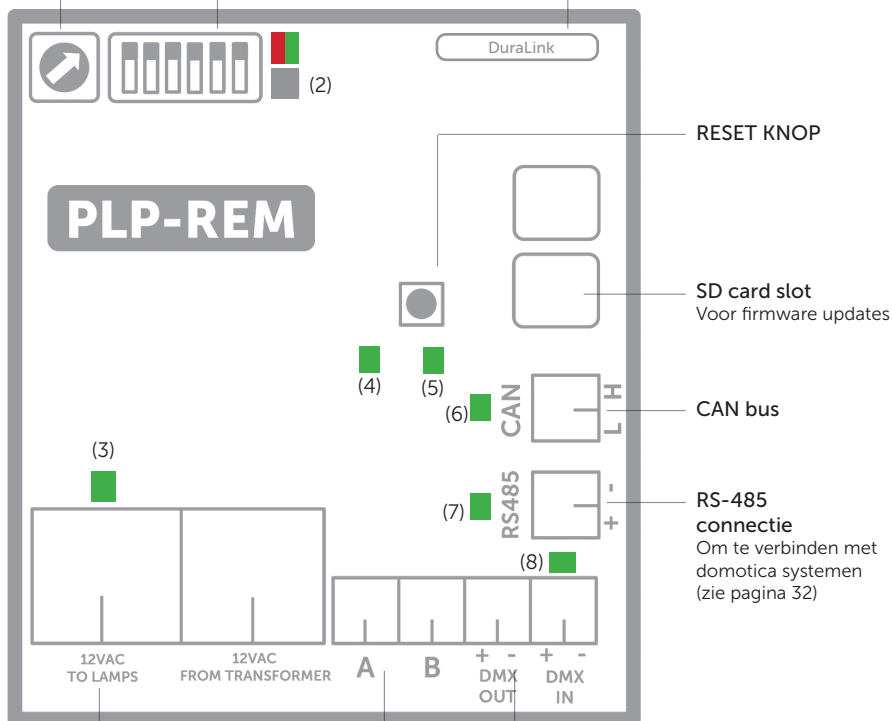 DuraLink
(2)
RESET KNOP
PLP-REM
SD card slot
Voor firmware updates
(4)
(5)
(6)
CAN
H
L
CAN bus
(3)
(7)
RS485
-
+
RS-485
connectie
Om te verbinden met
domotica systemen
(zie pagina 32)
(8)
12VAC
TO LAMPS
12VAC
FROM TRANSFORMER
A
B
+ -
DMX
OUT
+ -
DMX
IN